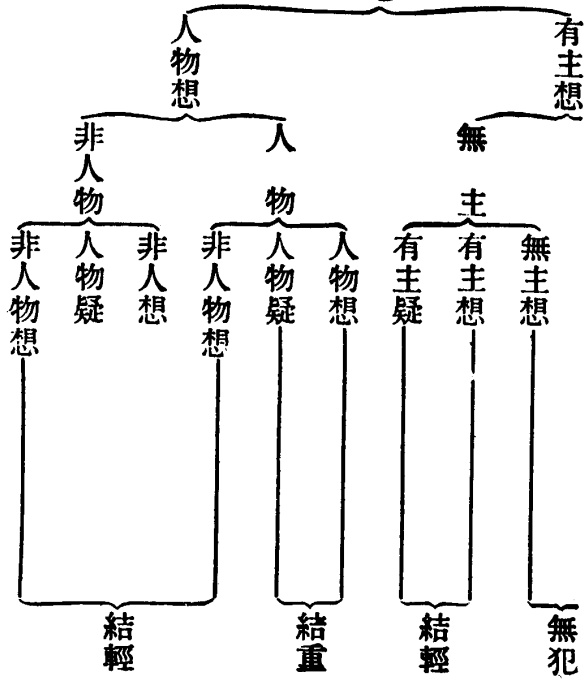 有主想
人物想
無主
人物
非人物
無主想
有主想
有主疑
人物想
人物疑
非人物想
非人想
人物疑
非人物想
無犯
結輕
結重
結輕